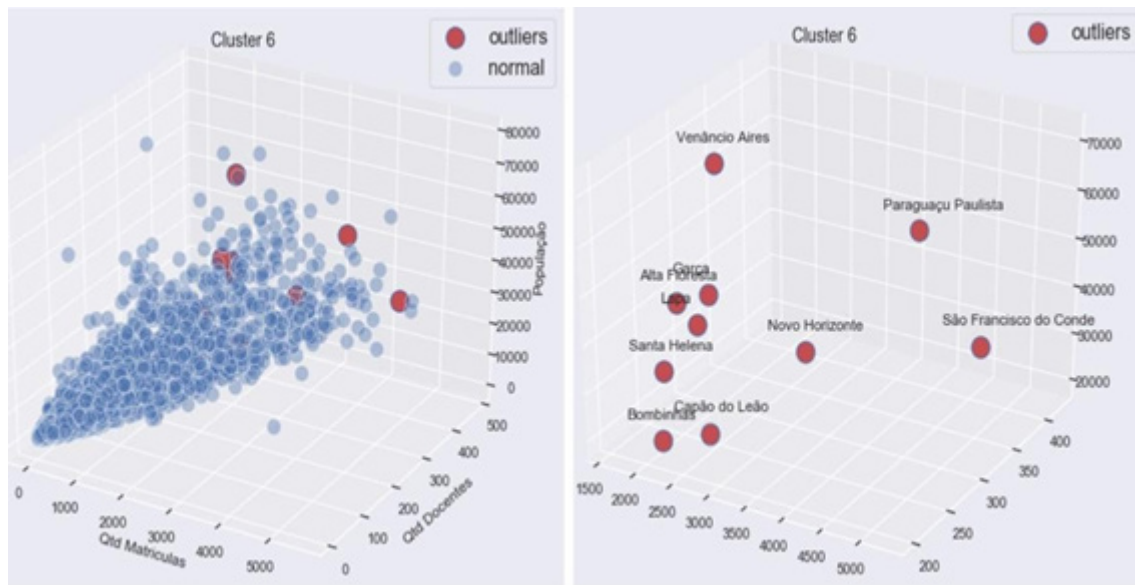 Cluster 6
outliers
normal
80000
70000
60000
50000
40000
30000
20000
10000
0
População
0
1000
2000
3000
4000
5000
Qtd Matriculas
0
100
200
300
400
500
Qtd Docentes
Cluster 6
outliers
Venâncio Aires
Paraguaçu Paulista
Garça
Alta Floresta
Lapa
Novo Horizonte
São Francisco do Conde
Santa Helena
Capão do Leão
Bombinhas
70000
60000
50000
40000
30000
20000
1500
2000
2500
3000
3500
4000
4500
5000
200
250
300
350
400